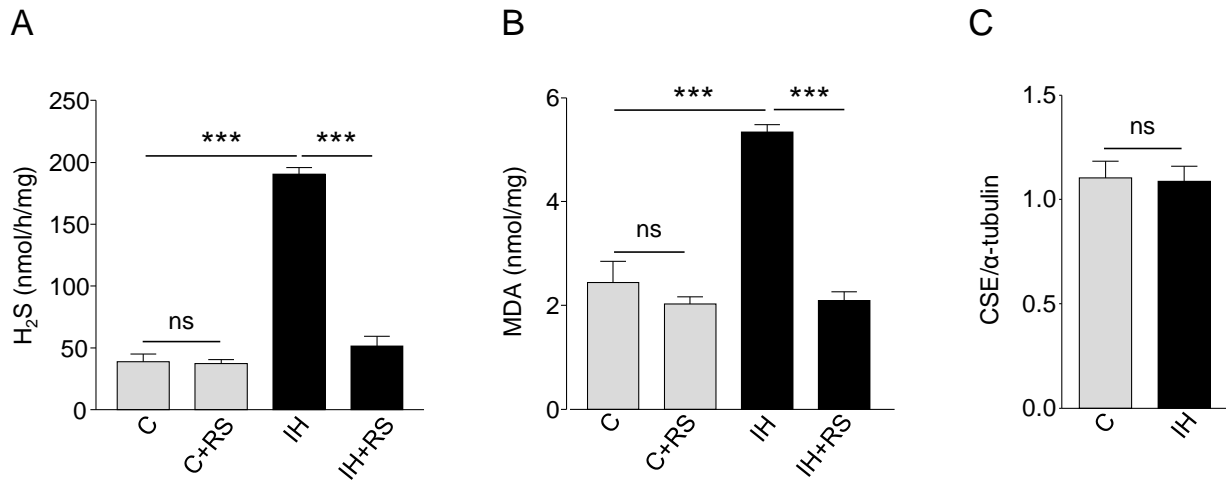 A
H₂S (nmol/h/mg)
250
200
150
100
50
0
***
***
ns
C
C+RS
IH
IH+RS
B
MDA (nmol/mg)
6
4
2
0
***
***
ns
C
C+RS
IH
IH+RS
C
CSE/α-tubulin
1.5
1.0
0.5
0.0
ns
C
IH